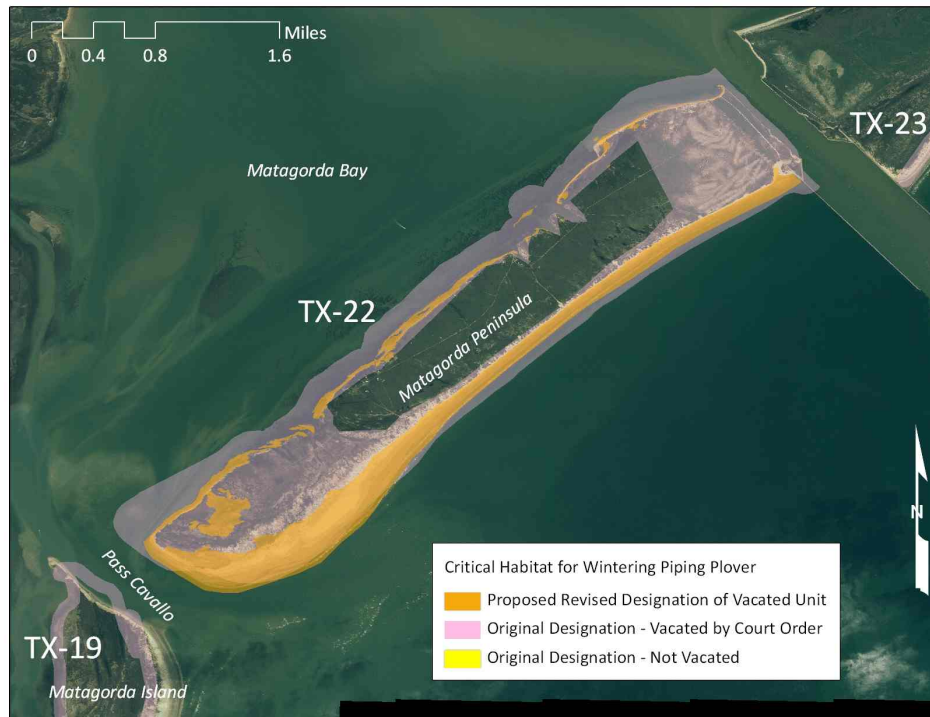 Miles
0 0.4 0.8 1.6
TX-23
Matagorda Bay
TX-22
Matagorda Peninsula
N
Pass Cavallo
TX-19
Matagorda Island
Critical Habitat for Wintering Piping Plover
Proposed Revised Designation of Vacated Unit
Original Designation - Vacated by Court Order
Original Designation - Not Vacated